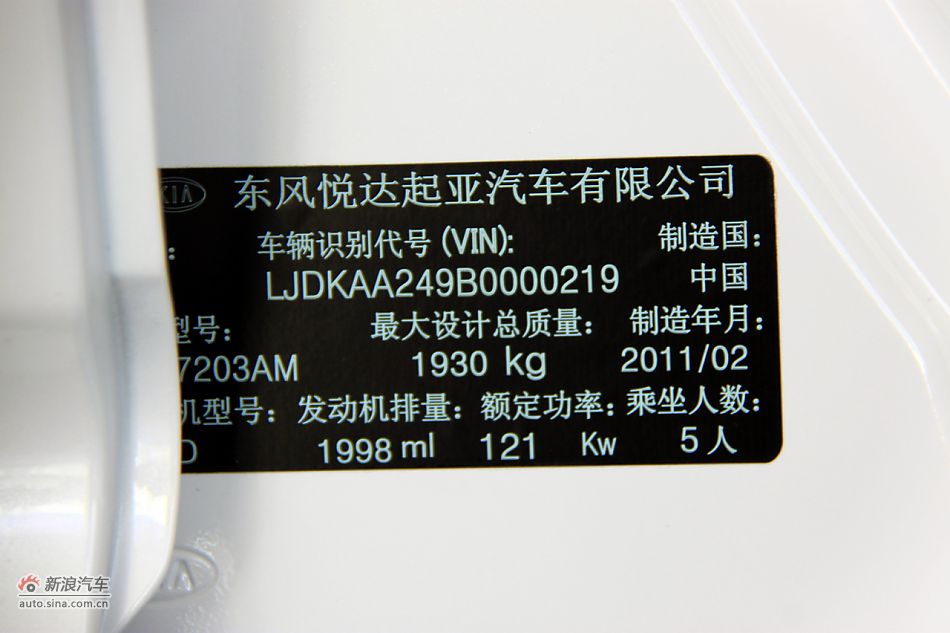 KIA 东风悦达起亚汽车有限公司
: 车辆识别代号 (VIN): 制造国:
LJDKAA249B0000219 中国
型号: 最大设计总质量: 制造年月:
7203AM 1930 kg 2011/02
机型号: 发动机排量: 额定功率: 乘坐人数:
D 1998 ml 121 Kw 5人
KIA
新浪汽车
auto.sina.com.cn